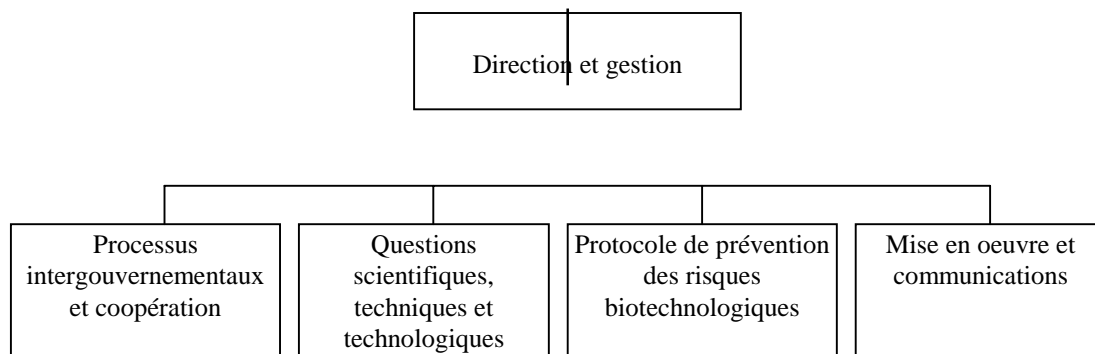 Direction et gestion
Processus
intergouvernementaux
et coopération
Questions
scientifiques,
techniques et
technologiques
Protocole de prévention
des risques
biotechnologiques
Mise en oeuvre et
communications